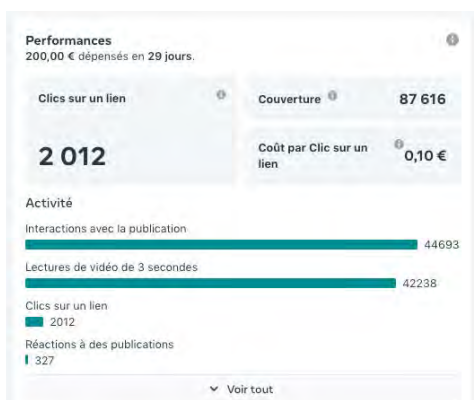 Performances
200,00 € dépensés en 29 jours.
Clics sur un lien
2 012
Couverture
87 616
Coût par Clic sur un
lien
0,10 €
Activité
Interactions avec la publication
44693
Lectures de vidéo de 3 secondes
42238
Clics sur un lien
2012
Réactions à des publications
327
Voir tout